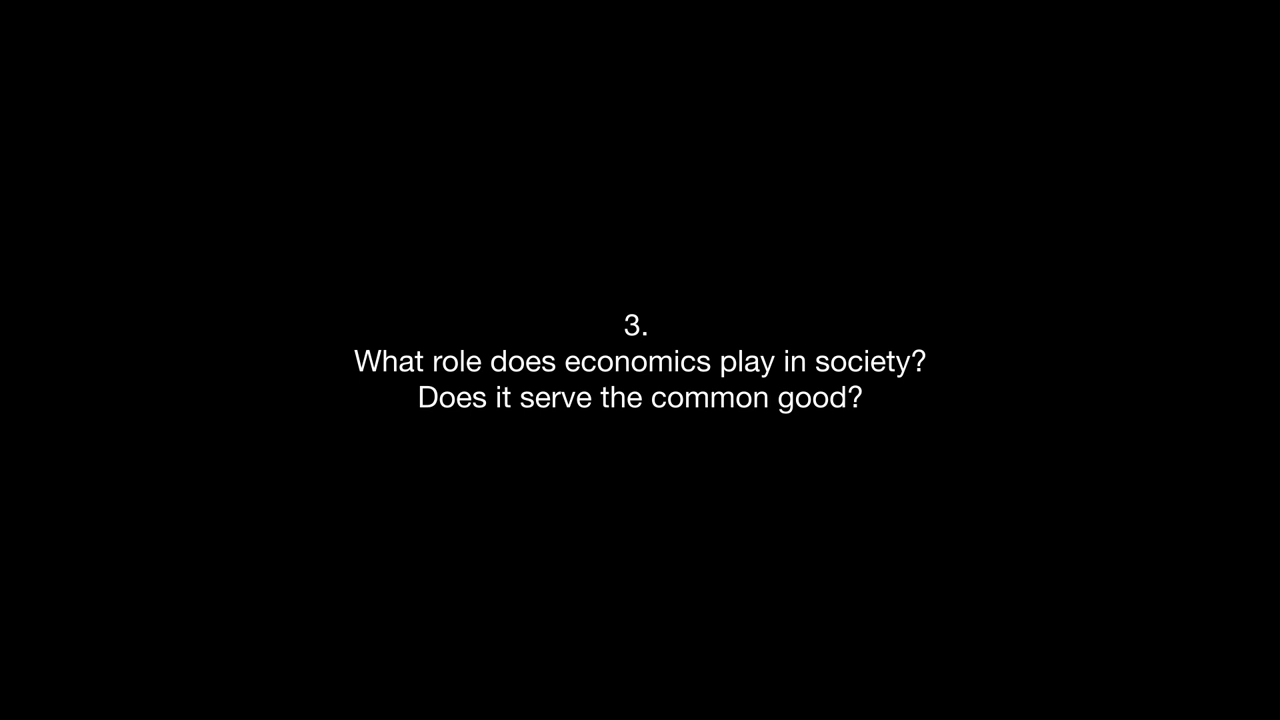 3.
What role does economics play in society?
Does it serve the common good?